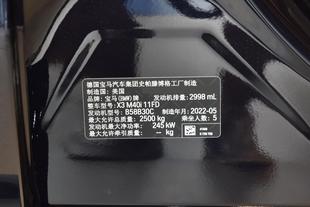 德国宝马汽车集团史帕滕博格工厂制造
制造国: 美国
品牌: 宝马(BMW)牌 发动机排量: 2998 mL
整车型号: X3 M40i 11FD
发动机型号: B58B30C 制造年月: 2022-05
最大允许总质量: 2500 kg 乘坐人数: 5
发动机最大净功率: 245 kW
最大允许牵引质量: -- kg